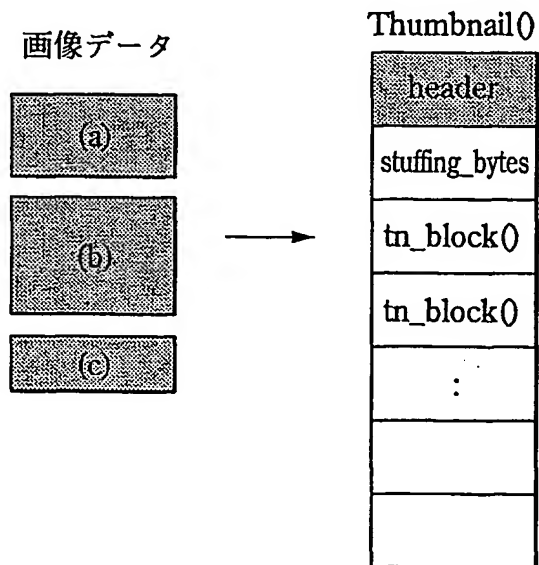 画像データ
(a)
(b)
(c)
Thumbnail()
header
stuffing_bytes
tn_block()
tn_block()
: